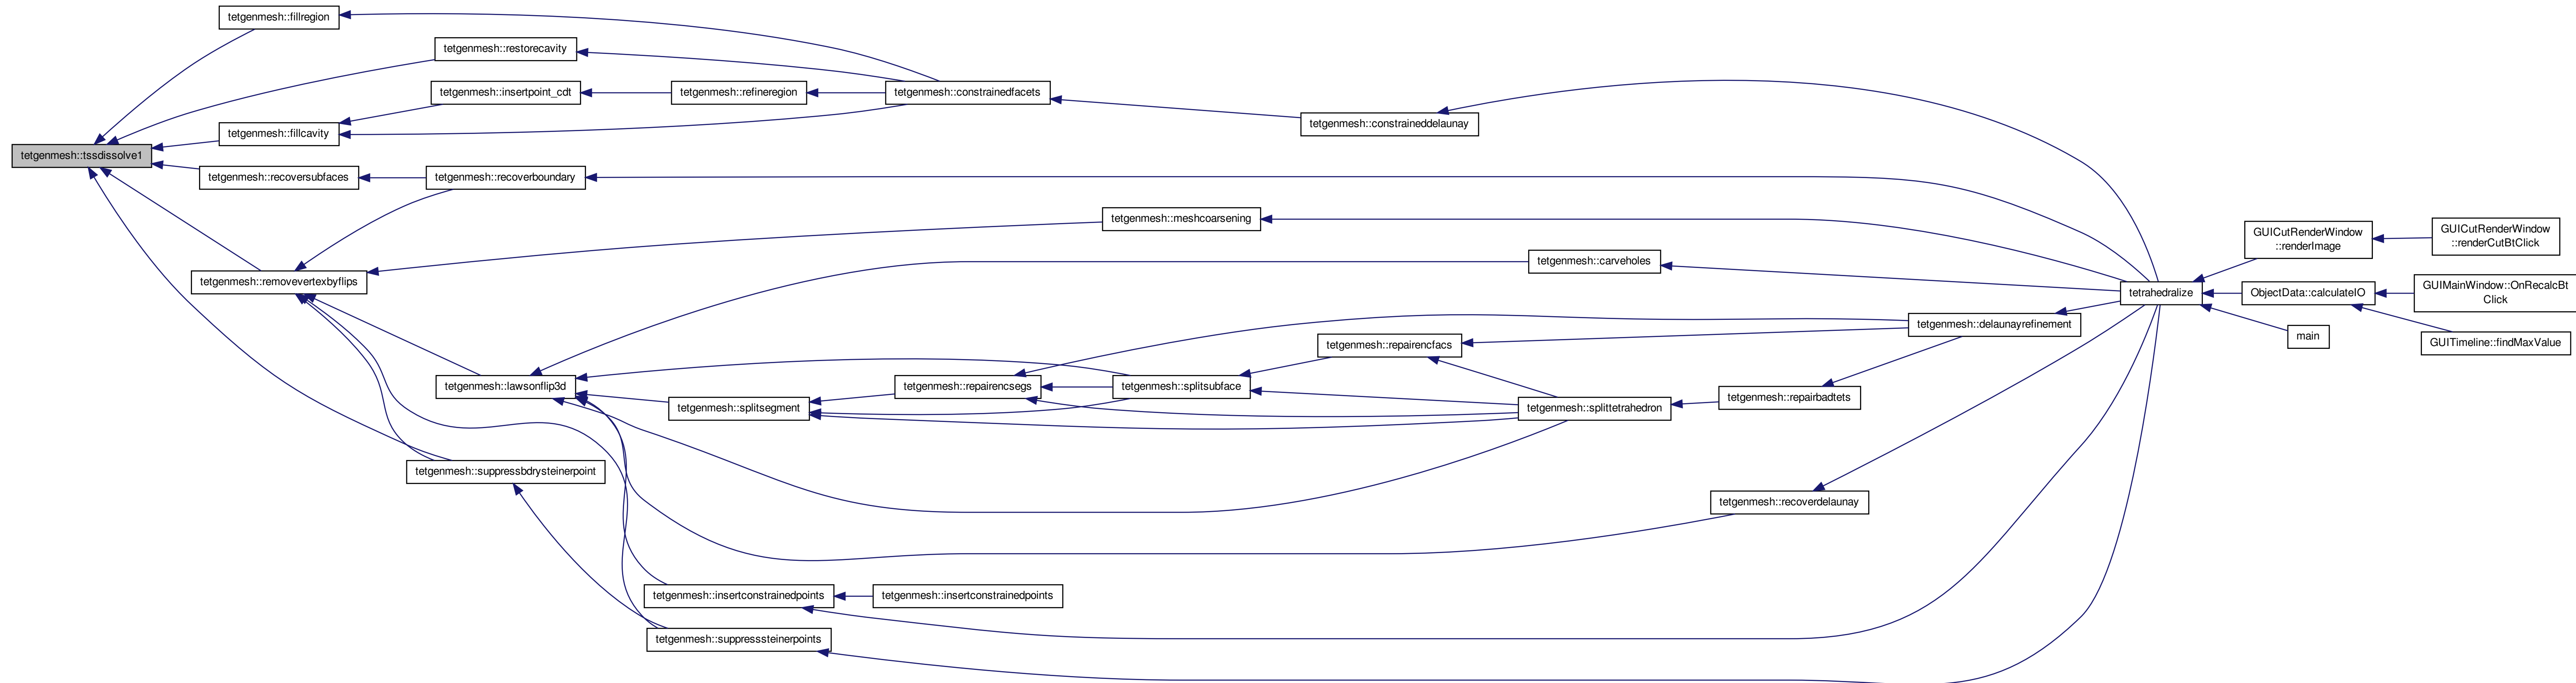 tetgenmesh::fillregion
tetgenmesh::restorecavity
tetgenmesh::insertpoint_cdt
tetgenmesh::refineregion
tetgenmesh::constrainedfacets
tetgenmesh::constraineddelaunay
tetgenmesh::fillcavity
tetgenmesh::tssdissolve1
tetgenmesh::recoversubfaces
tetgenmesh::recoverboundary
tetgenmesh::meshcoarsening
GUICutRenderWindow
::renderImage
GUICutRenderWindow
::renderCutBtClick
tetgenmesh::carveholes
tetgenmesh::removevertexbyflips
tetrahedralize
ObjectData::calculateIO
GUIMainWindow::OnRecalcBt
Click
tetgenmesh::delaunayrefinement
main
GUITimeline::findMaxValue
tetgenmesh::repairencfacs
tetgenmesh::lawsonflip3d
tetgenmesh::repairencsegs
tetgenmesh::splitsubface
tetgenmesh::repairbadtets
tetgenmesh::splitsegment
tetgenmesh::splittetrahedron
tetgenmesh::suppressbdrysteinerpoint
tetgenmesh::recoverdelaunay
tetgenmesh::insertconstrainedpoints
tetgenmesh::insertconstrainedpoints
tetgenmesh::suppresssteinerpoints